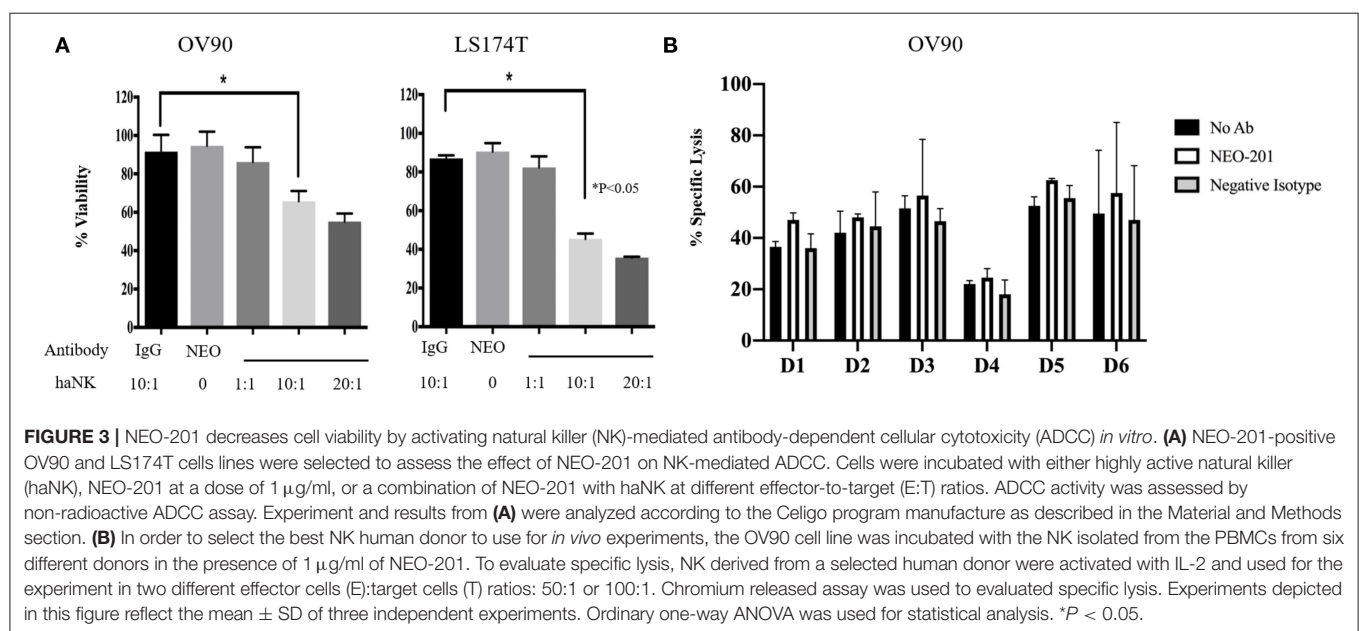 A
OV90
LS174T
B
OV90
*
*
*P<0.05
% Viability
120
100
80
60
40
20
0
120
100
80
60
40
20
0
Antibody IgG NEO IgG NEO
haNK 10:1 0 1:1 10:1 20:1 10:1 0 1:1 10:1 20:1
% Specific Lysis
100
80
60
40
20
0
D1 D2 D3 D4 D5 D6
No Ab
NEO-201
Negative Isotype
FIGURE 3 | NEO-201 decreases cell viability by activating natural killer (NK)-mediated antibody-dependent cellular cytotoxicity (ADCC) in vitro. (A) NEO-201-positive
OV90 and LS174T cells lines were selected to assess the effect of NEO-201 on NK-mediated ADCC. Cells were incubated with either highly active natural killer
(haNK), NEO-201 at a dose of 1 μg/ml, or a combination of NEO-201 with haNK at different effector-to-target (E:T) ratios. ADCC activity was assessed by
non-radioactive ADCC assay. Experiment and results from (A) were analyzed according to the Celigo program manufacture as described in the Material and Methods
section. (B) In order to select the best NK human donor to use for in vivo experiments, the OV90 cell line was incubated with the NK isolated from the PBMCs from six
different donors in the presence of 1 μg/ml of NEO-201. To evaluate specific lysis, NK derived from a selected human donor were activated with IL-2 and used for the
experiment in two different effector cells (E):target cells (T) ratios: 50:1 or 100:1. Chromium released assay was used to evaluated specific lysis. Experiments depicted
in this figure reflect the mean ± SD of three independent experiments. Ordinary one-way ANOVA was used for statistical analysis. *P < 0.05.